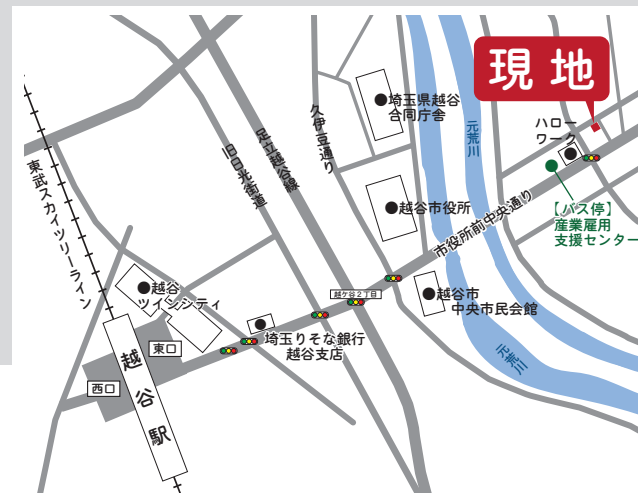 現地
ハロー
ワーク
【バス停】
産業雇用
支援センター
埼玉県越谷
合同庁舎
元荒川
久伊豆通り
足立越谷線
旧日光街道
東武スカイツリーライン
越谷市役所
市役所前中央通り
越谷
ツインシティ
越ケ谷2丁目
越谷市
中央市民会館
埼玉りそな銀行
越谷支店
東口
西口
越谷駅
元荒川